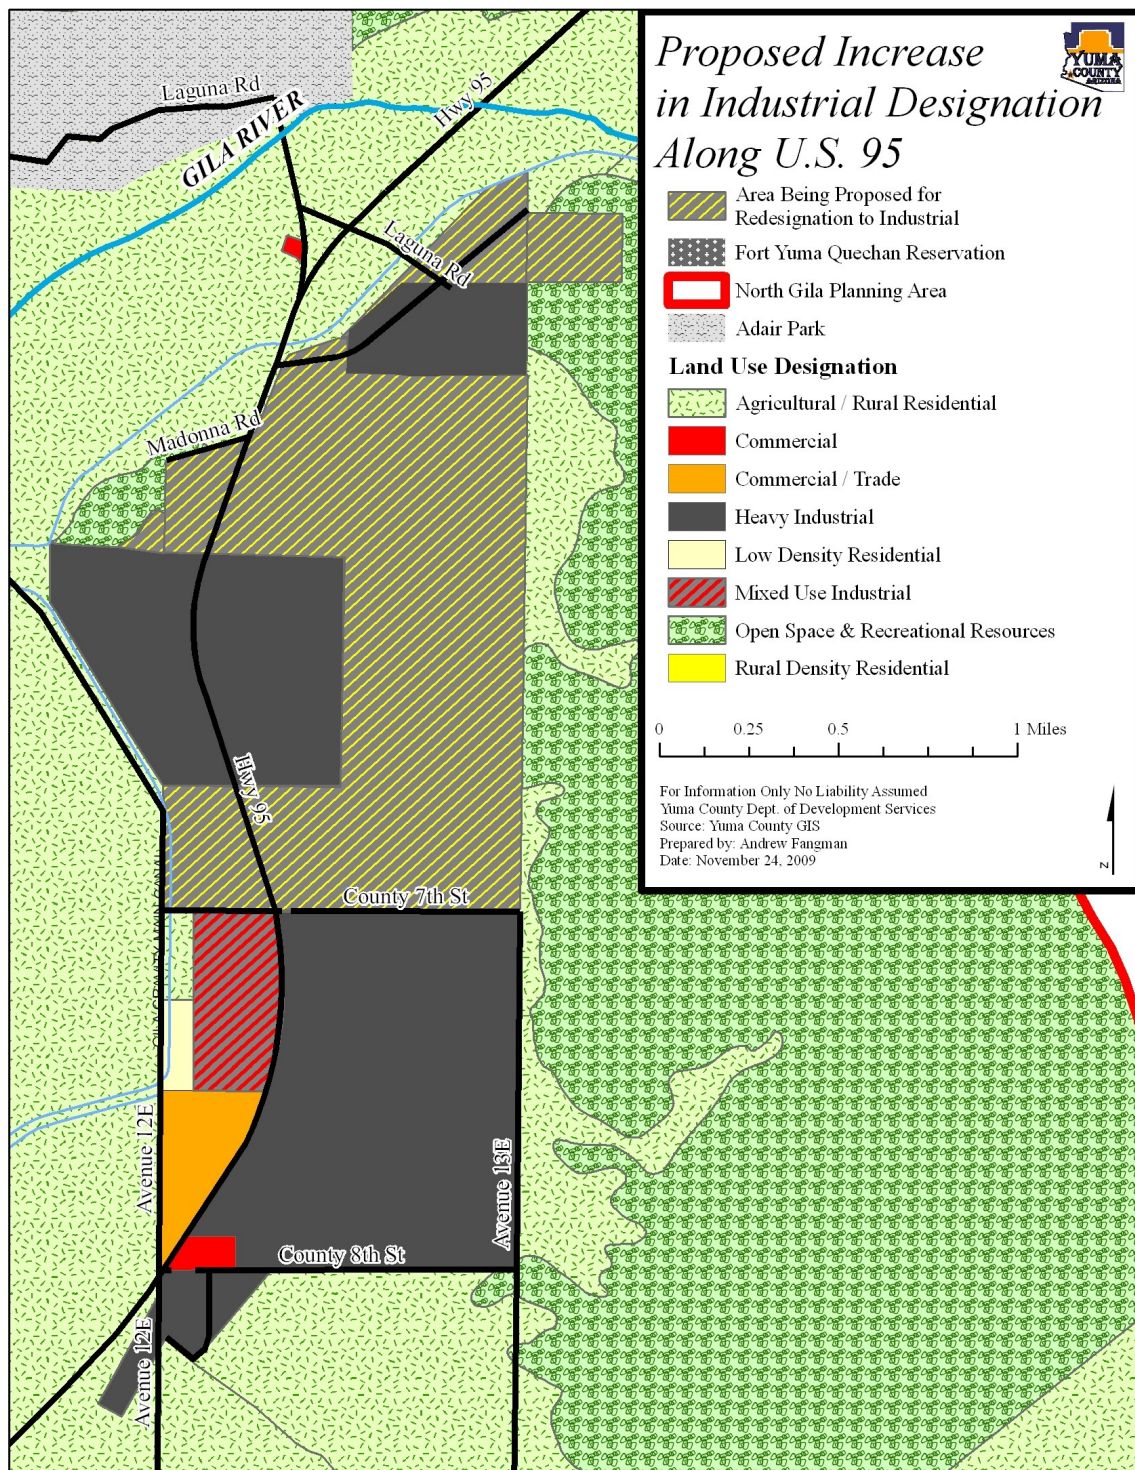 Proposed Increase
in Industrial Designation
Along U.S. 95
YUMA
COUNTY
ARIZONA
Area Being Proposed for
Redesignation to Industrial
Fort Yuma Quechan Reservation
North Gila Planning Area
Adair Park
Land Use Designation
Agricultural / Rural Residential
Commercial
Commercial / Trade
Heavy Industrial
Low Density Residential
Mixed Use Industrial
Open Space & Recreational Resources
Rural Density Residential
0 0.25 0.5 1 Miles
For Information Only No Liability Assumed
Yuma County Dept. of Development Services
Source: Yuma County GIS
Prepared by: Andrew Fangman
Date: November 24, 2009
N
Laguna Rd
GILA RIVER
Hwy 95
Laguna Rd
Madonna Rd
Hwy 95
County 7th St
Avenue 12E
Avenue 13E
County 8th St
Avenue 12E